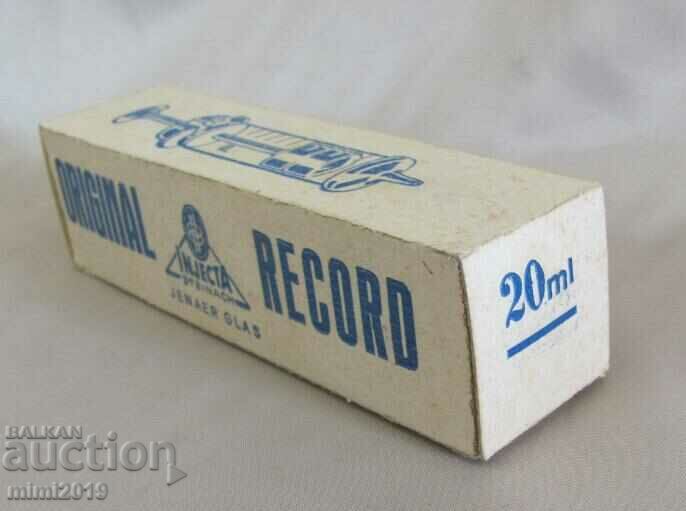 ORIGINAL
INJECTA
STEINACH
JENAER GLAS
RECORD
20ml
BALKAN
auction
mimi2019